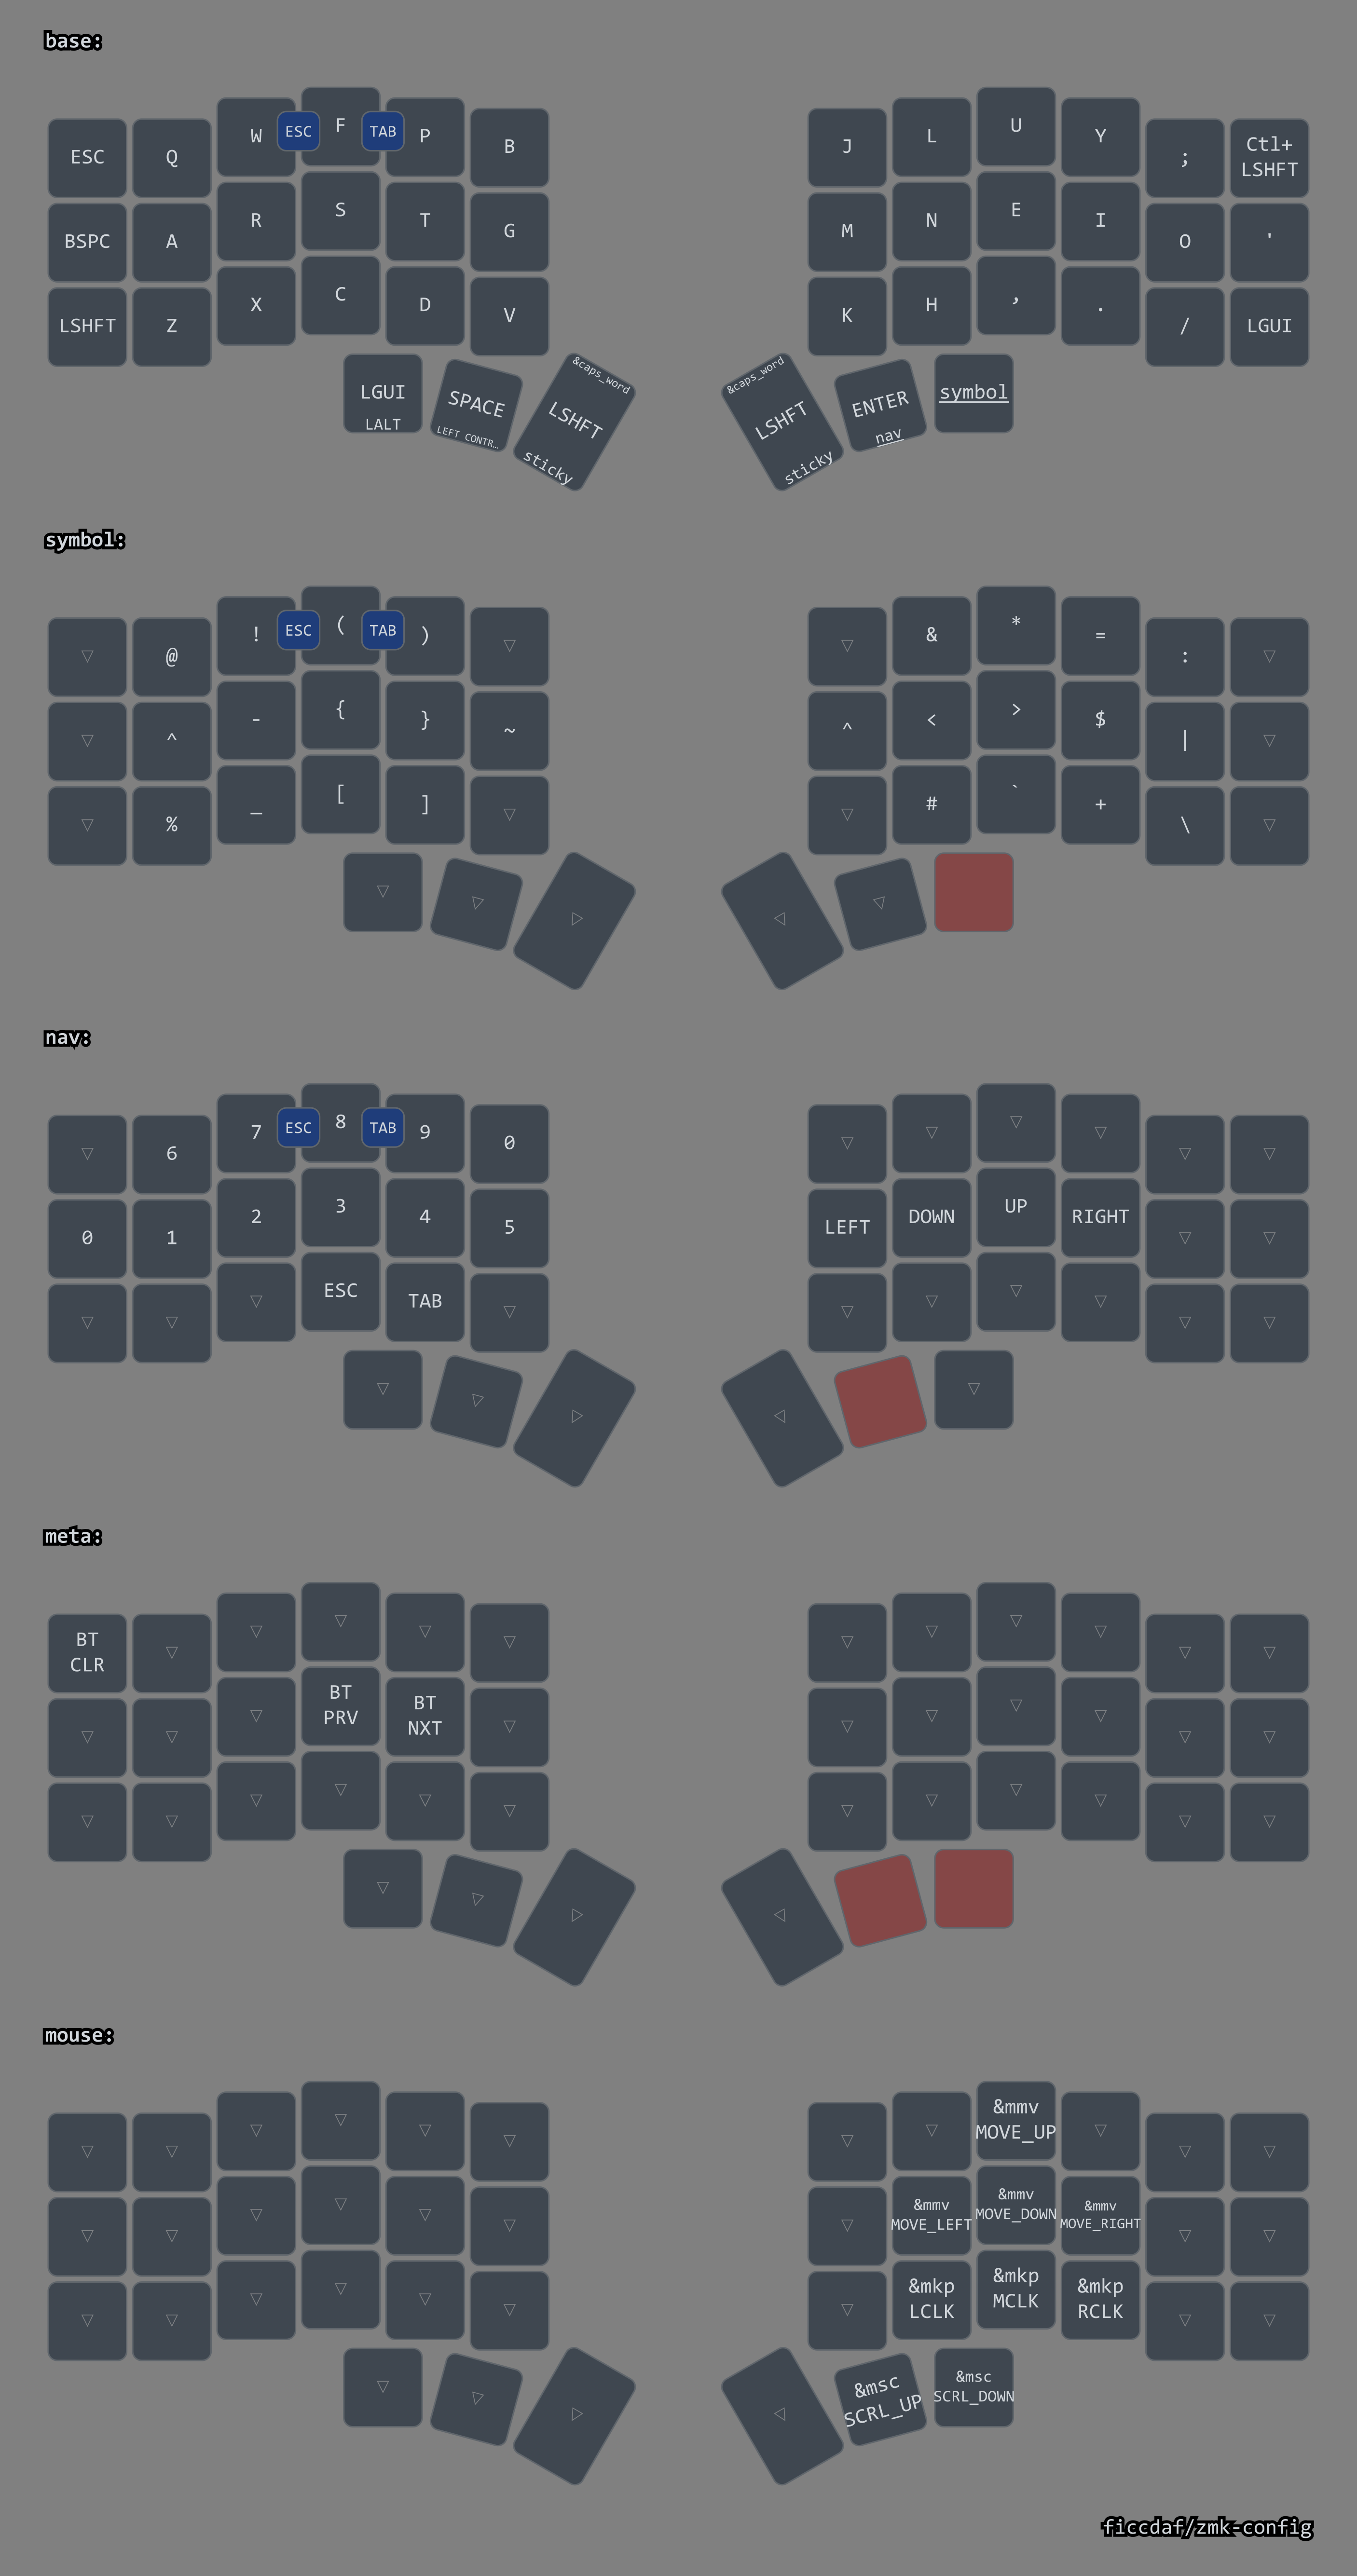 base:
ESC Q W ESC F TAB P B J L U Y ; Ctl+
LSHFT
BSPC A R S T G M N E I O '
LSHFT Z X C D V K H , . / LGUI
LGUI
LALT
SPACE
LEFT CONTR…
&caps_word
LSHFT
sticky
&caps_word
LSHFT
sticky
ENTER
nav
symbol
symbol:
@ ! ESC ( TAB ) & * = :
^ - { } ~ ^ < > $ |
% _ [ ] # ` + \
nav:
6 7 ESC 8 TAB 9 0
0 1 2 3 4 5 LEFT DOWN UP RIGHT
ESC TAB
meta:
BT
CLR
BT
PRV
BT
NXT
mouse:
&mmv
MOVE_UP
&mmv
MOVE_LEFT
&mmv
MOVE_DOWN
&mmv
MOVE_RIGHT
&mkp
LCLK
&mkp
MCLK
&mkp
RCLK
&msc
SCRL_UP
&msc
SCRL_DOWN
ficcdaf/zmk-config